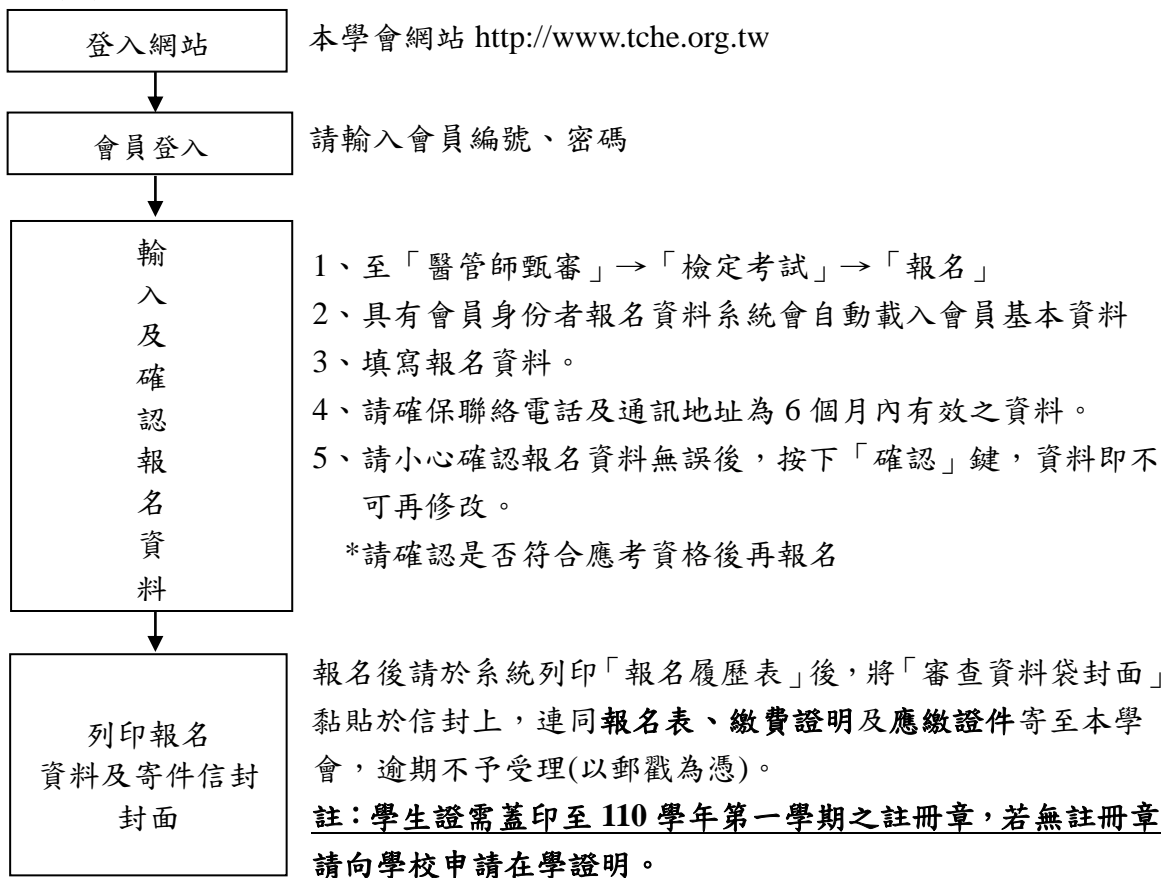 登入網站
本學會網站 http://www.tche.org.tw
會員登入
請輸入會員編號、密碼
輸
入
及
確
認
報
名
資
料
1、至「醫管師甄審」→「檢定考試」→「報名」
2、具有會員身份者報名資料系統會自動載入會員基本資料
3、填寫報名資料。
4、請確保聯絡電話及通訊地址為 6 個月內有效之資料。
5、請小心確認報名資料無誤後，按下「確認」鍵，資料即不
可再修改。
*請確認是否符合應考資格後再報名
列印報名
資料及寄件信封
封面
報名後請於系統列印「報名履歷表」後，將「審查資料袋封面」
黏貼於信封上，連同報名表、繳費證明及應繳證件寄至本學
會，逾期不予受理(以郵戳為憑)。
註：學生證需蓋印至 110 學年第一學期之註冊章，若無註冊章
請向學校申請在學證明。